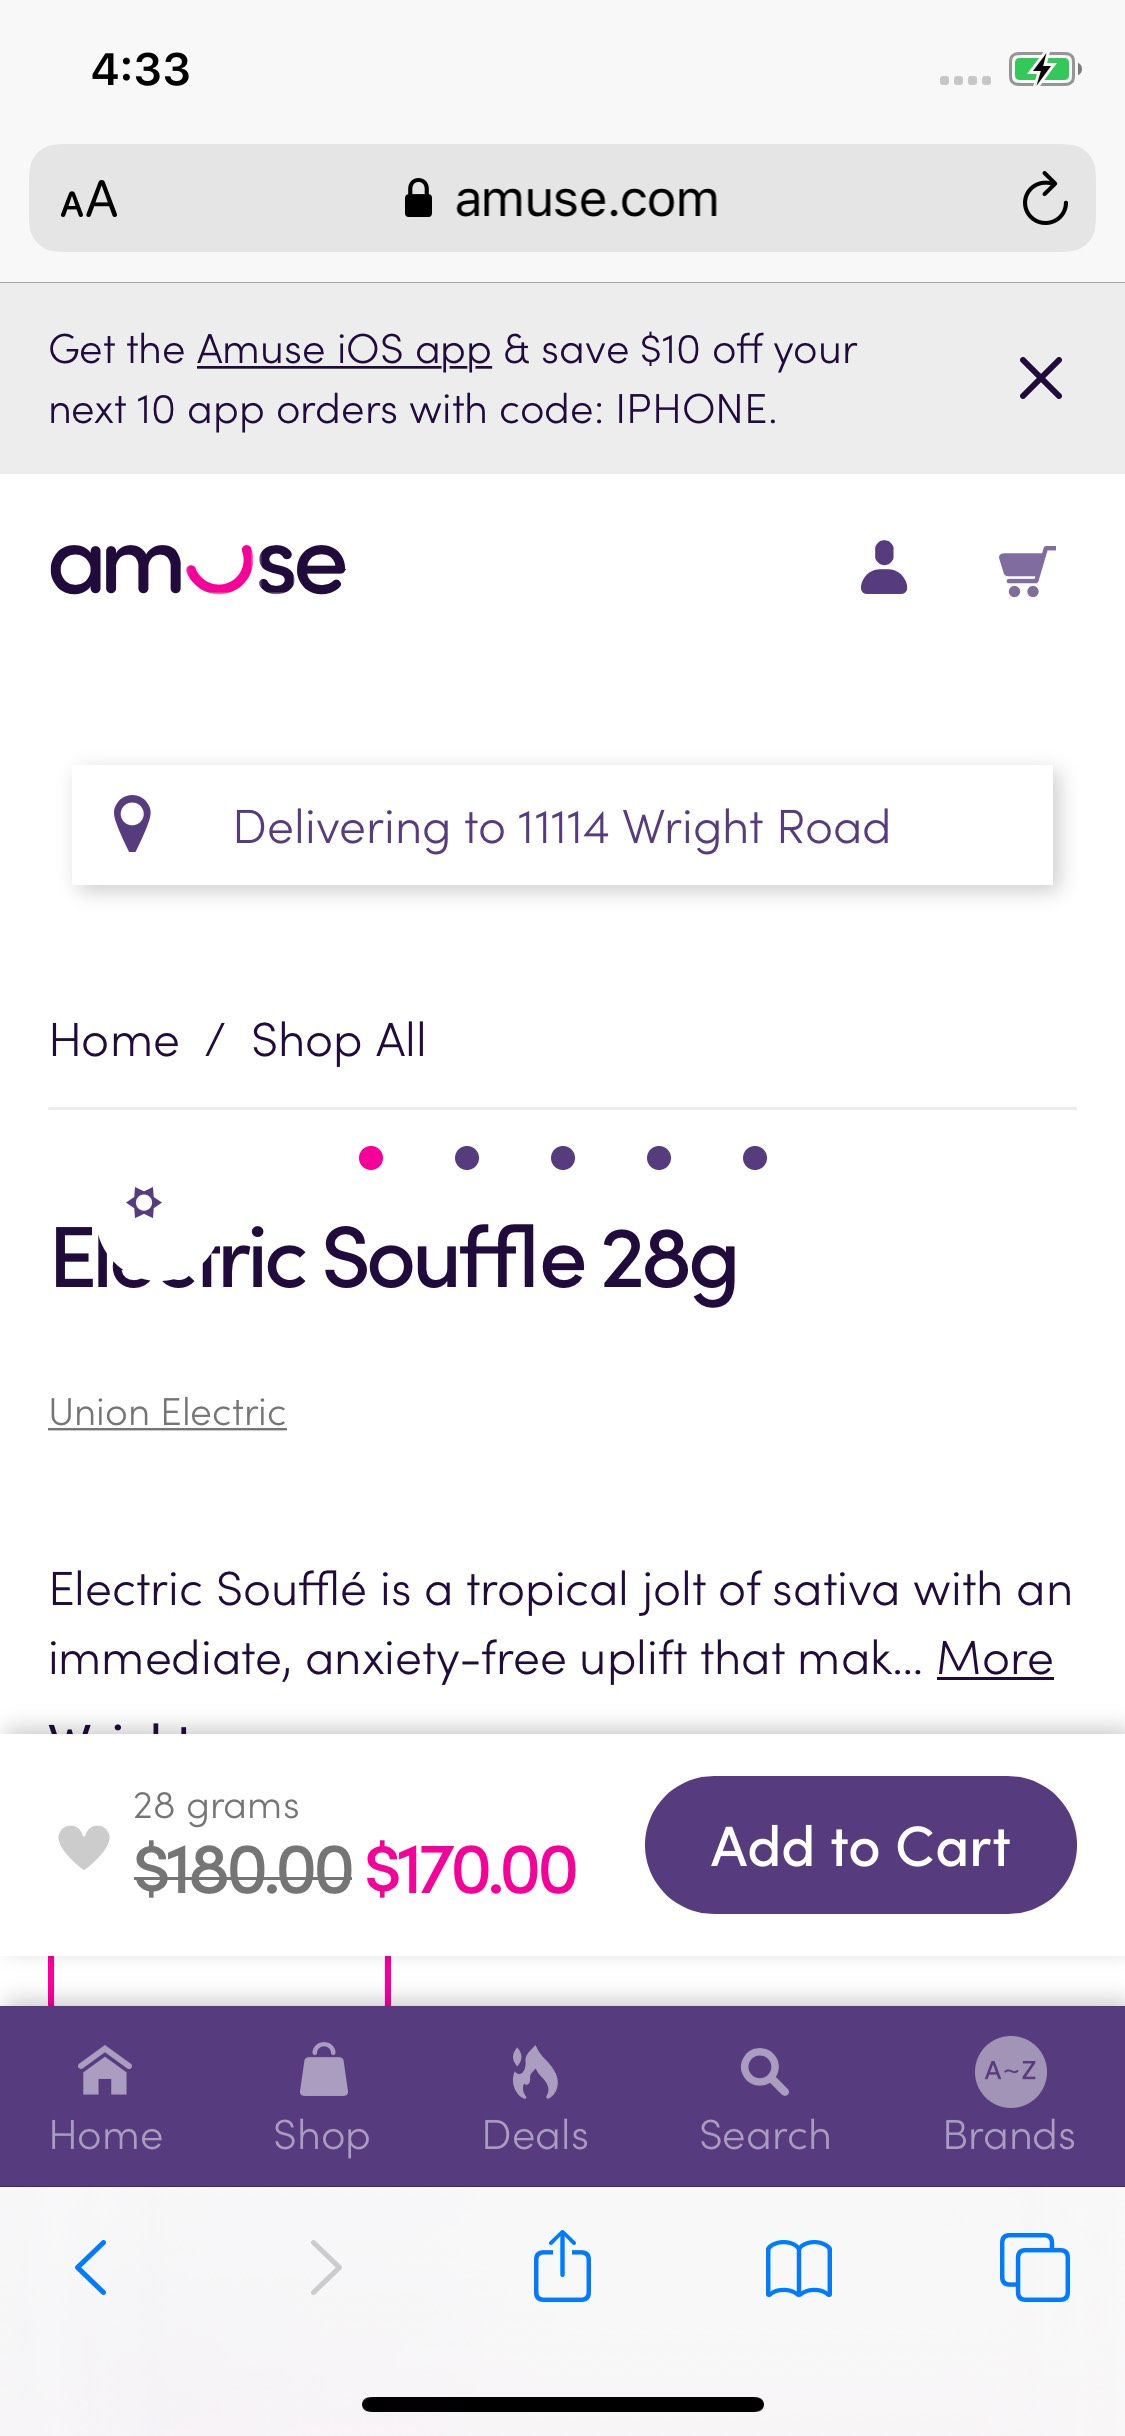 4:33
AA amuse.com
Get the Amuse iOS app & save $10 off your
next 10 app orders with code: IPHONE.
amuse
Delivering to 11114 Wright Road
Home / Shop All
Electric Souffle 28g
Union Electric
Electric Soufflé is a tropical jolt of sativa with an
immediate, anxiety-free uplift that mak... More
Weight
28 grams
$180.00 $170.00
Add to Cart
A~Z
Home Shop Deals Search Brands